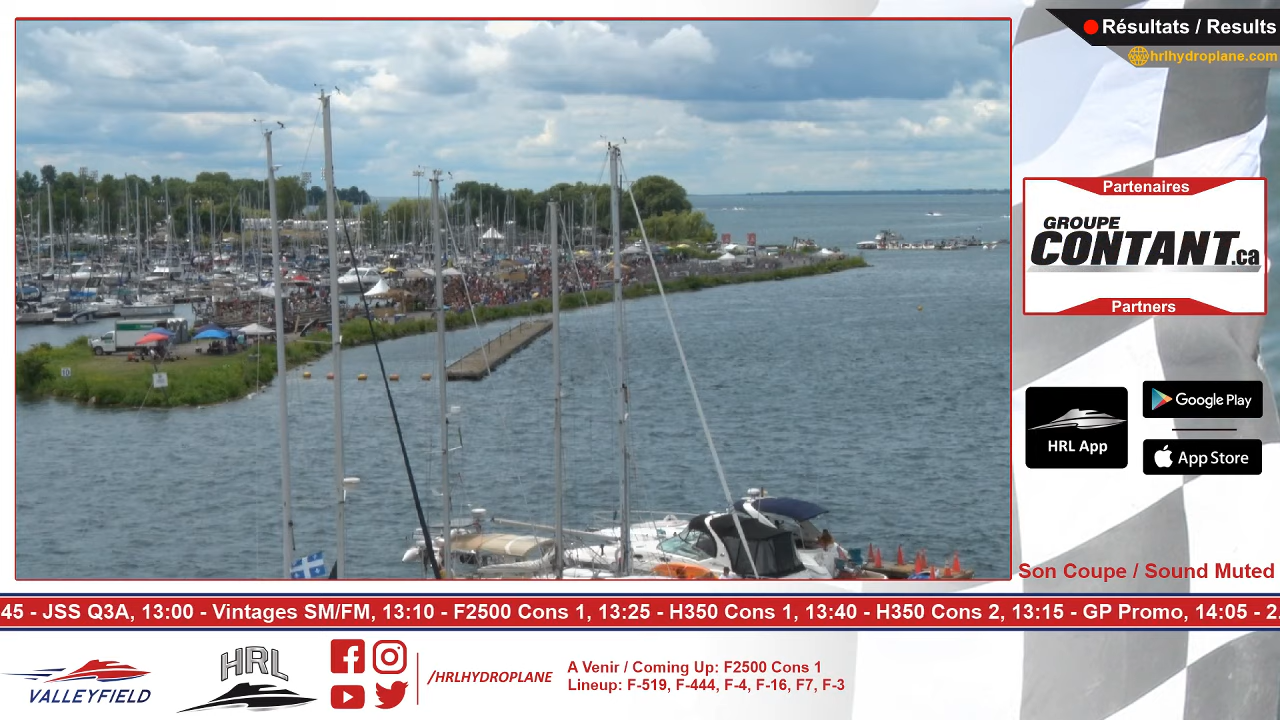 Résultats / Results
hrlhydroplane.com
Partenaires
GROUPE
CONTANT.ca
Partners
HRL App
Google Play
App Store
Son Coupe / Sound Muted
45 - JSS Q3A, 13:00 - Vintages SM/FM, 13:10 - F2500 Cons 1, 13:25 - H350 Cons 1, 13:40 - H350 Cons 2, 13:15 - GP Promo, 14:05 - 2.
VALLEYFIELD
HRL
/HRLHYDROPLANE
A Venir / Coming Up: F2500 Cons 1
Lineup: F-519, F-444, F-4, F-16, F7, F-3